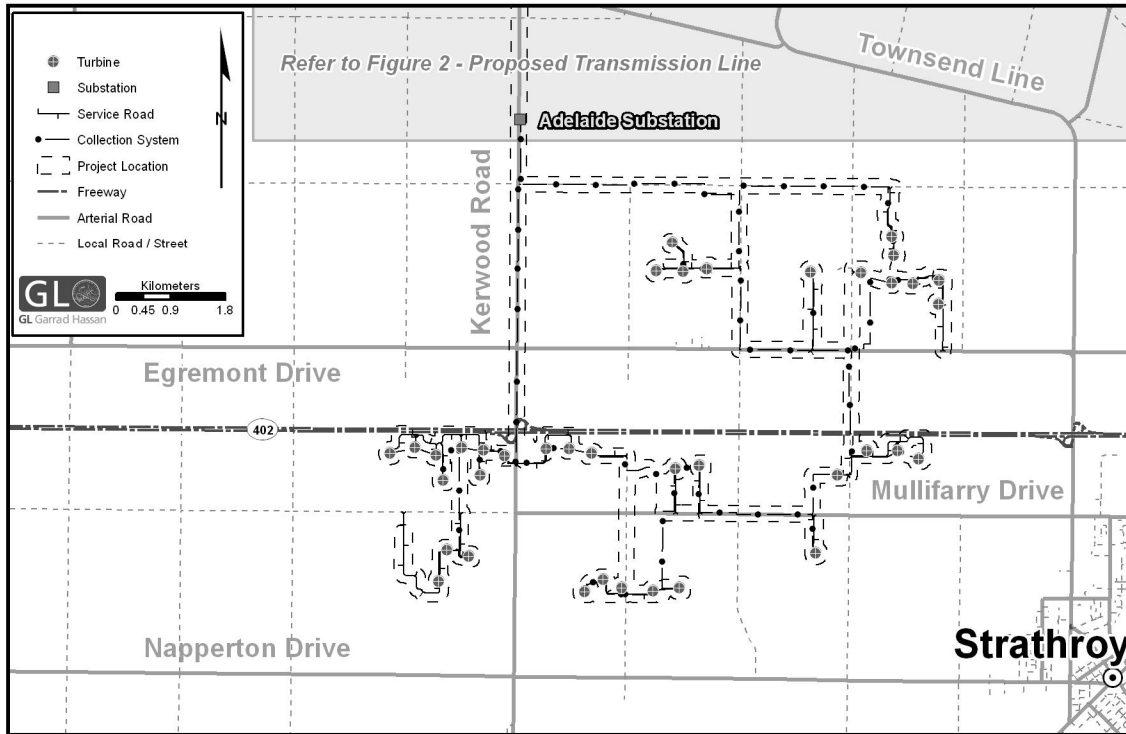 Turbine
Substation
Service Road
Collection System
Project Location
Freeway
Arterial Road
Local Road / Street
N
GL
GL Garrad Hassan
Kilometers
0 0.45 0.9 1.8
Refer to Figure 2 - Proposed Transmission Line
Townsend Line
Adelaide Substation
Kerwood Road
Egremont Drive
402
Mullifarry Drive
Napperton Drive
Strathroy